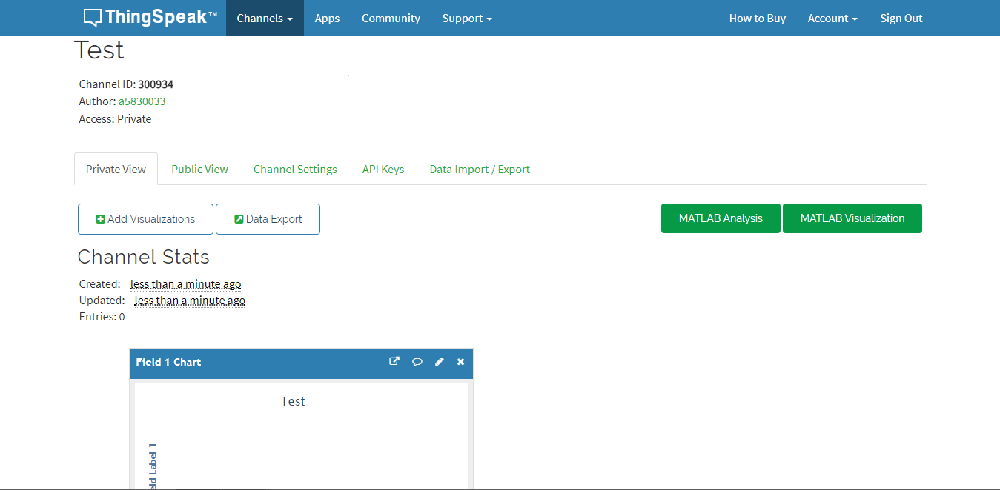 ThingSpeak™ Channels Apps Community Support How to Buy Account Sign Out
Test
Channel ID: 300934
Author: a5830033
Access: Private
Private View Public View Channel Settings API Keys Data Import / Export
Add Visualizations Data Export MATLAB Analysis MATLAB Visualization
Channel Stats
Created: less than a minute ago
Updated: less than a minute ago
Entries: 0
Field 1 Chart
Test
Label 1